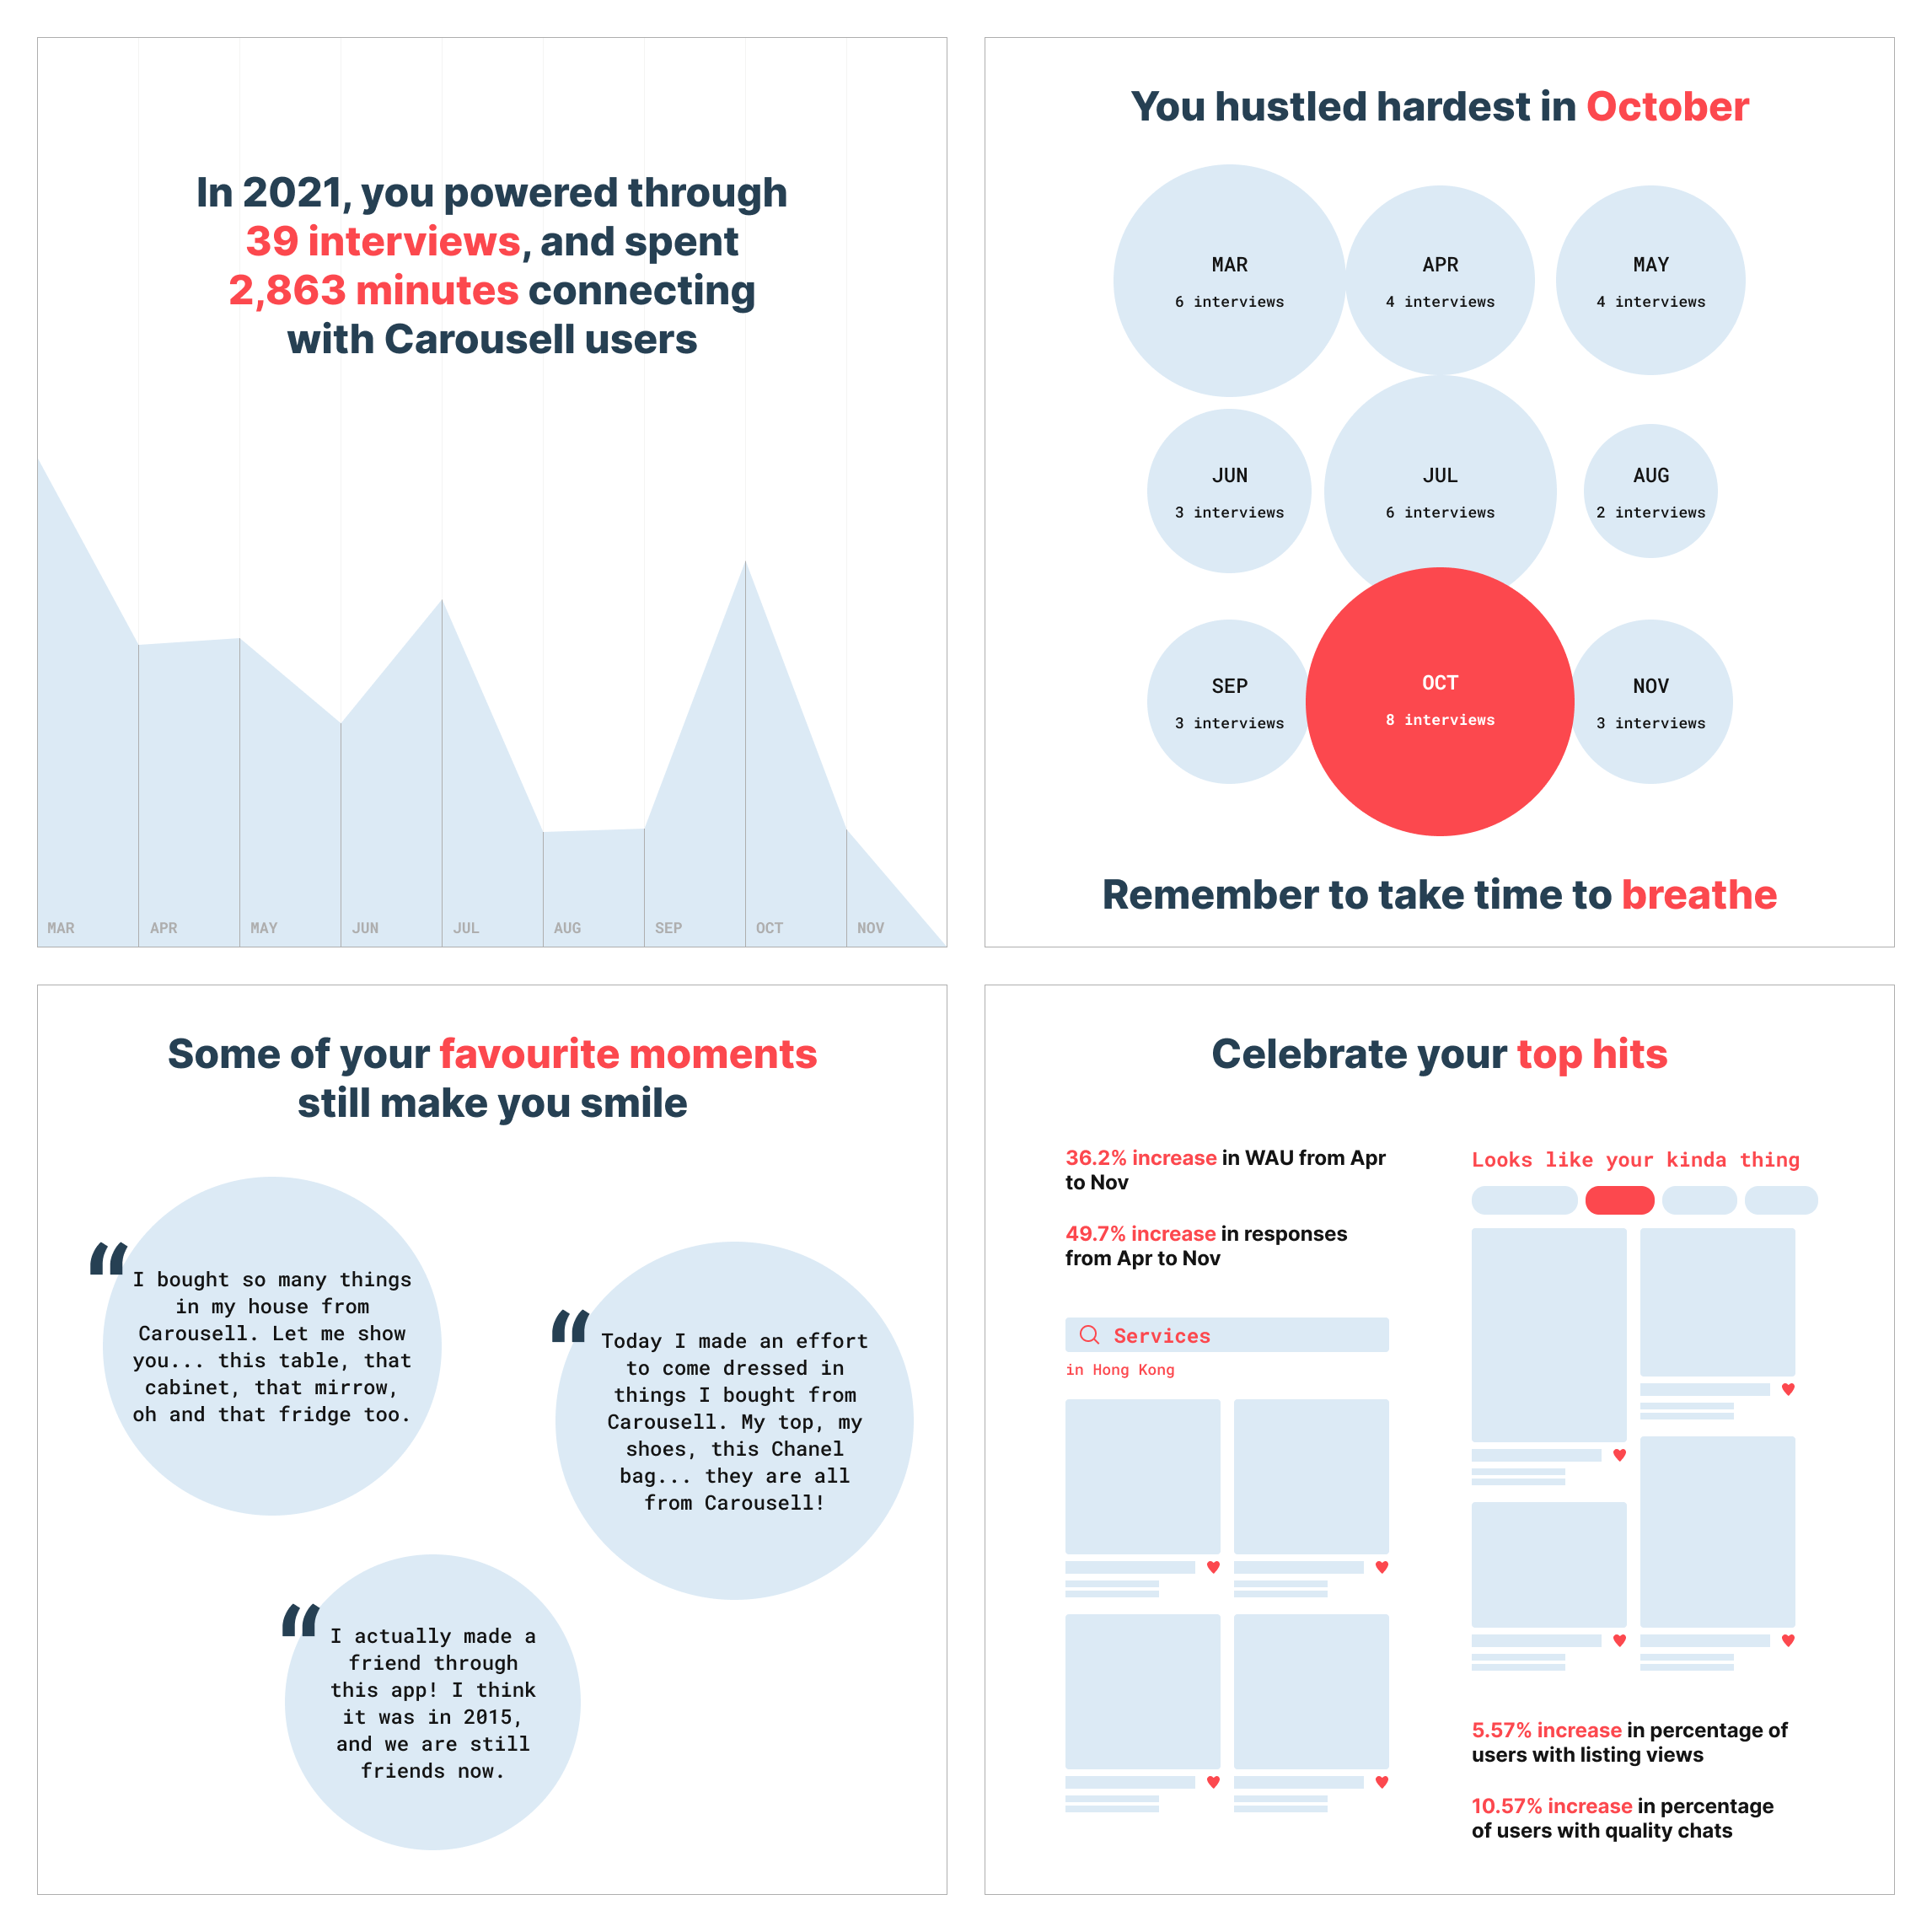 In 2021, you powered through
39 interviews, and spent
2,863 minutes connecting
with Carousell users
MAR
APR
MAY
JUN
JUL
AUG
SEP
OCT
NOV
You hustled hardest in October
MAR
6 interviews
APR
4 interviews
MAY
4 interviews
JUN
3 interviews
JUL
6 interviews
AUG
2 interviews
SEP
3 interviews
OCT
8 interviews
NOV
3 interviews
Remember to take time to breathe
Some of your favourite moments
still make you smile
“
I bought so many things
in my house from
Carousell. Let me show
you... this table, that
cabinet, that mirrow,
oh and that fridge too.
“
Today I made an effort
to come dressed in
things I bought from
Carousell. My top, my
shoes, this Chanel
bag... they are all
from Carousell!
“
I actually made a
friend through
this app! I think
it was in 2015,
and we are still
friends now.
Celebrate your top hits
36.2% increase in WAU from Apr
to Nov
49.7% increase in responses
from Apr to Nov
Services
in Hong Kong
Looks like your kinda thing
5.57% increase in percentage of
users with listing views
10.57% increase in percentage
of users with quality chats